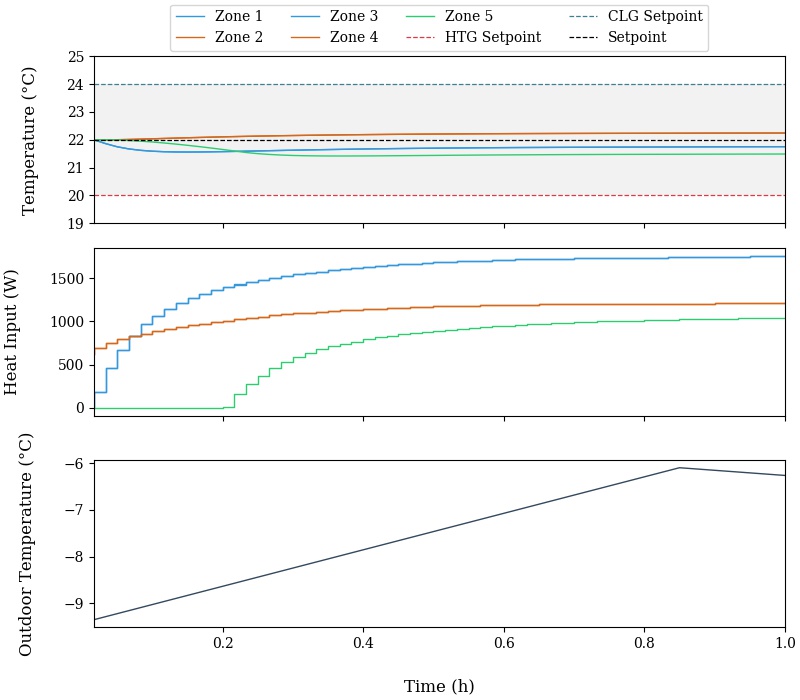 Zone 1 Zone 3 Zone 5 CLG Setpoint
Zone 2 Zone 4 HTG Setpoint Setpoint
25
24
23
22
21
20
19
Temperature (°C)
1500
1000
500
0
Heat Input (W)
−6
−7
−8
−9
Outdoor Temperature (°C)
0.2 0.4 0.6 0.8 1.0
Time (h)